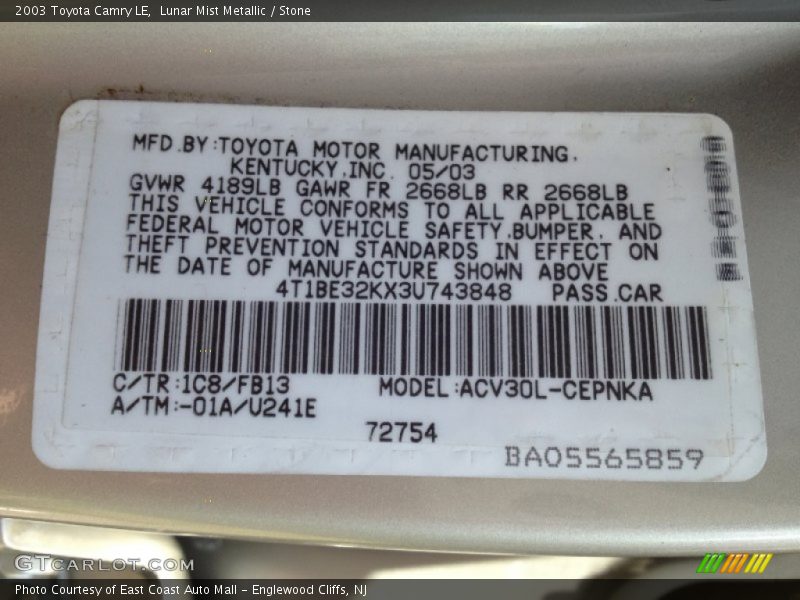 2003 Toyota Camry LE,  Lunar Mist Metallic / Stone
MFD.BY:TOYOTA MOTOR MANUFACTURING.
KENTUCKY,INC. 05/03
GVWR 4189LB GAWR FR 2668LB RR 2668LB
THIS VEHICLE CONFORMS TO ALL APPLICABLE
FEDERAL MOTOR VEHICLE SAFETY,BUMPER, AND
THEFT PREVENTION STANDARDS IN EFFECT ON
THE DATE OF MANUFACTURE SHOWN ABOVE
4T1BE32KX3U743848 PASS.CAR
C/TR:1C8/FB13 MODEL:ACV30L-CEPNKA
A/TM:-01A/U241E
72754
BA05565859
GTCARLOT.COM
Photo Courtesy of East Coast Auto Mall - Englewood Cliffs, NJ